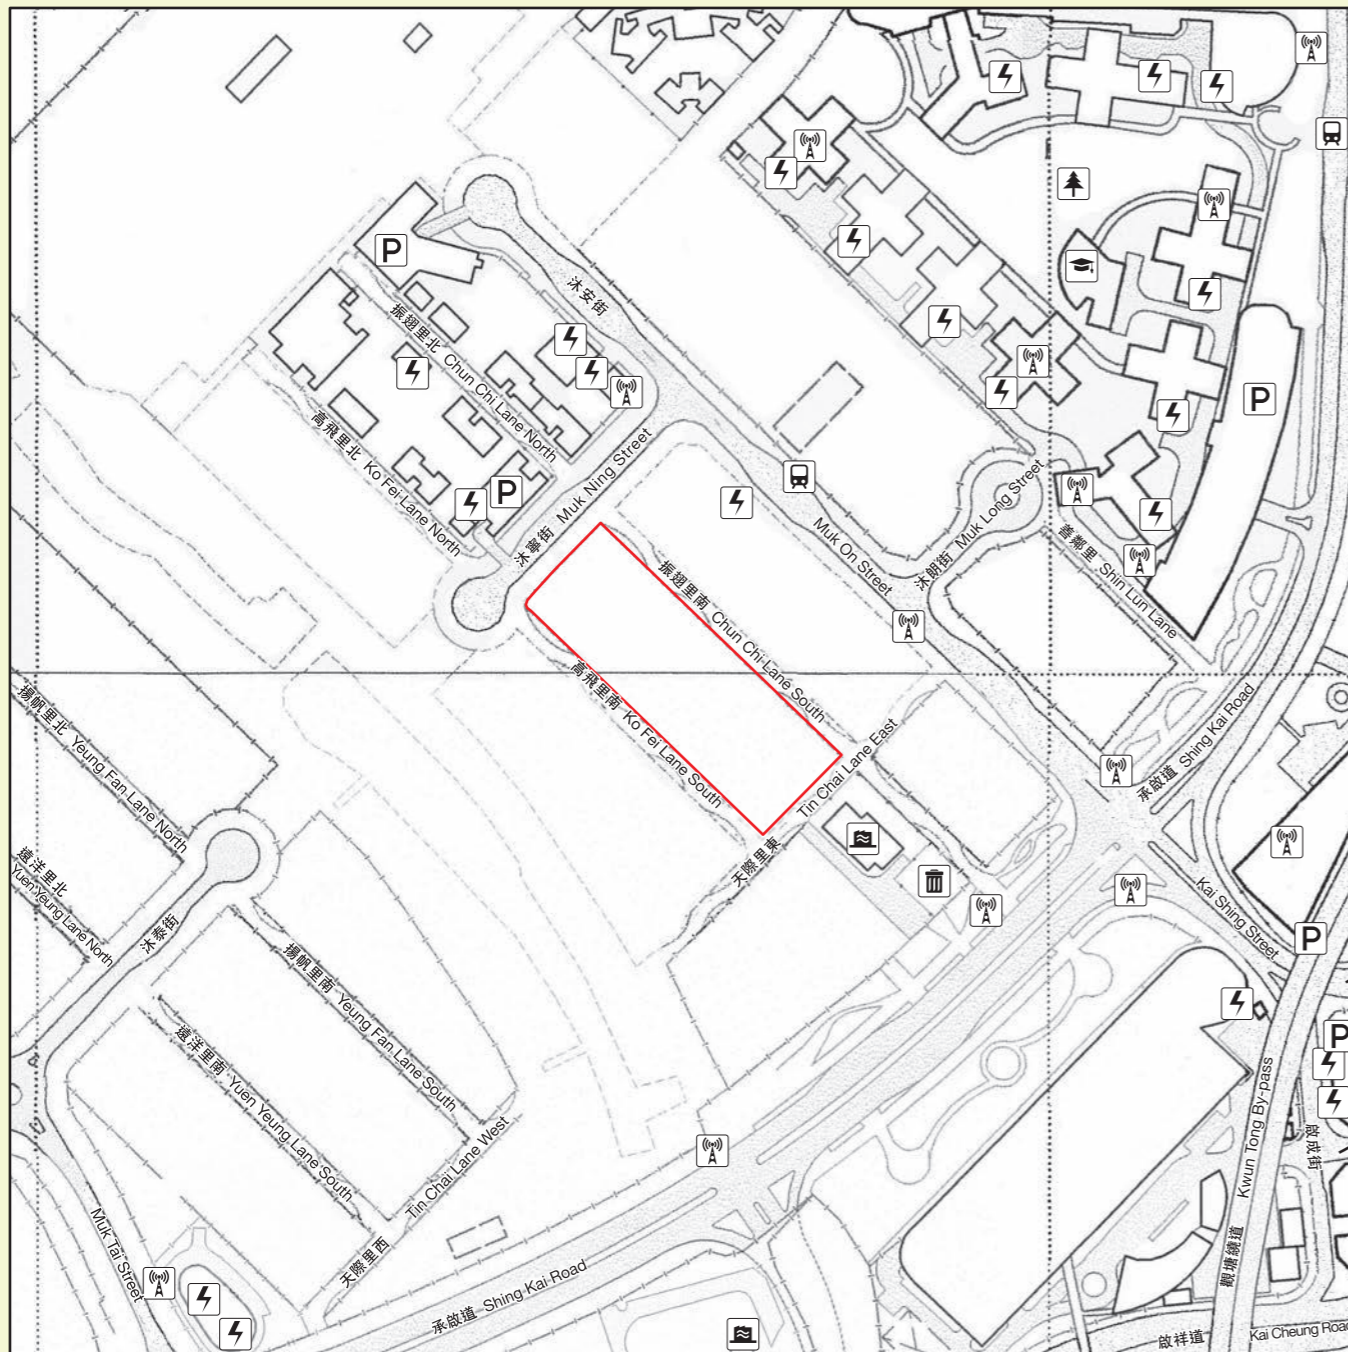 沐安街
振翅里北 Chun Chi Lane North
高飛里北 Ko Fei Lane North
沐寧街 Muk Ning Street
P
P
P
Muk On Street
沐朗街 Muk Long Street
善鄰里 Shin Lun Lane
振翅里南 Chun Chi Lane South
高飛里南 Ko Fei Lane South
天際里東 Tin Chai Lane East
承啟道 Shing Kai Road
揚帆里北 Yeung Fan Lane North
遠洋里北
Yuen Yeung Lane North
沐泰街
揚帆里南 Yeung Fan Lane South
遠洋里南 Yuen Yeung Lane South
天際里西 Tin Chai Lane West
Muk Tai Street
承啟道 Shing Kai Road
Kai Shing Street
P
P
啟成街
觀塘繞道 Kwun Tong By-pass
啟祥道 Kai Cheung Road